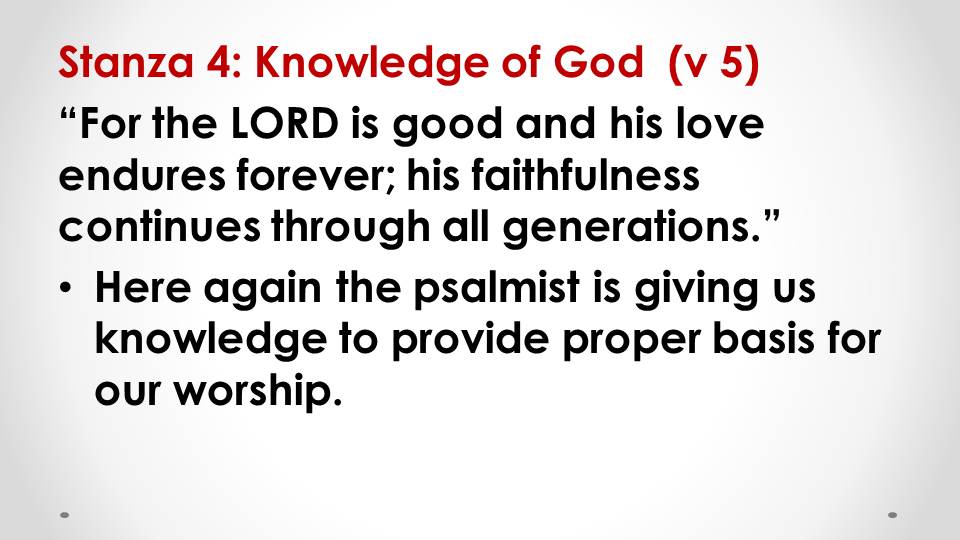 Stanza 4: Knowledge of God  (v 5)
“For the LORD is good and his love
endures forever; his faithfulness
continues through all generations.”
• Here again the psalmist is giving us
knowledge to provide proper basis for
our worship.